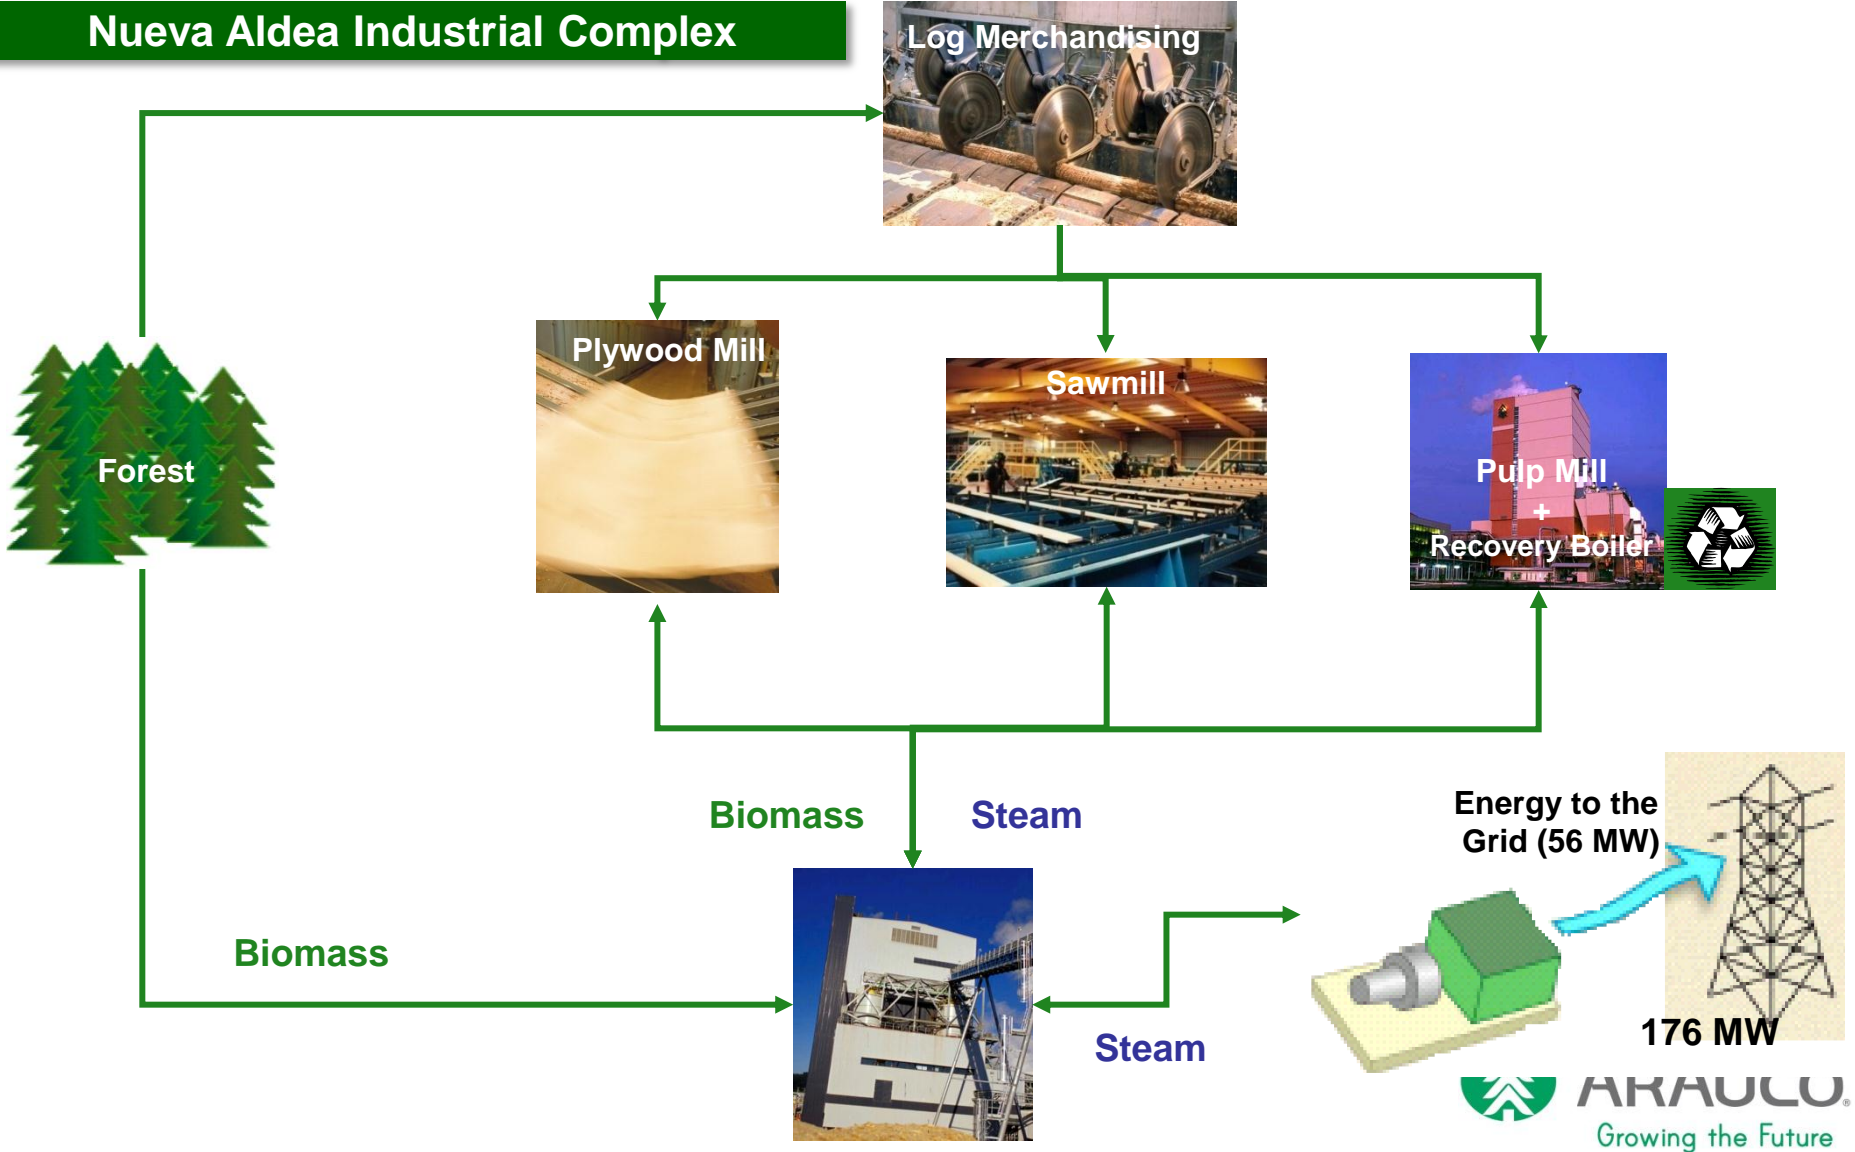 Nueva Aldea Industrial Complex
Log Merchandising
Plywood Mill
Sawmill
Forest
Pulp Mill
+
Recovery Boiler
Biomass
Steam
Energy to the
Grid (56 MW)
Biomass
Steam
176 MW
ARAUCO®
Growing the Future